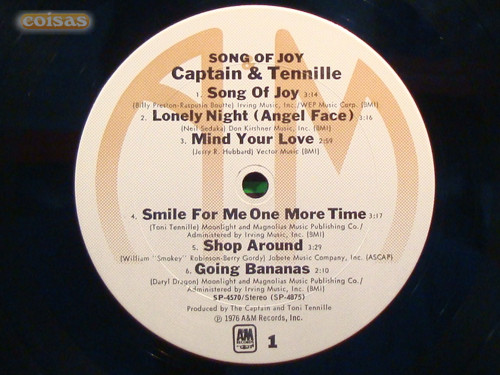 coisas
SONG OF JOY
Captain & Tennille
1. Song Of Joy 3:14
(Billy Preston-Rasputin Boutte) Irving Music, Inc./WEP Music Corp. (BMI)
2. Lonely Night (Angel Face) 3:16
(Neil Sedaka) Don Kirshner Music, Inc. (BMI)
3. Mind Your Love 2:59
(Jerry R. Hubbard) Vector Music (BMI)
4. Smile For Me One More Time 3:17
(Toni Tennille) Moonlight and Magnolias Music Publishing Co./
Administered by Irving Music, Inc. (BMI)
5. Shop Around 3:29
(William "Smokey" Robinson-Berry Gordy) Jobete Music Company, Inc. (ASCAP)
6. Going Bananas 2:10
(Daryl Dragon) Moonlight and Magnolias Music Publishing Co./
Administered by Irving Music, Inc. (BMI)
SP-4570/Stereo (SP-4875)
Produced by The Captain and Toni Tennille
℗ 1976 A&M Records, Inc.
A&M
RECORDS
1